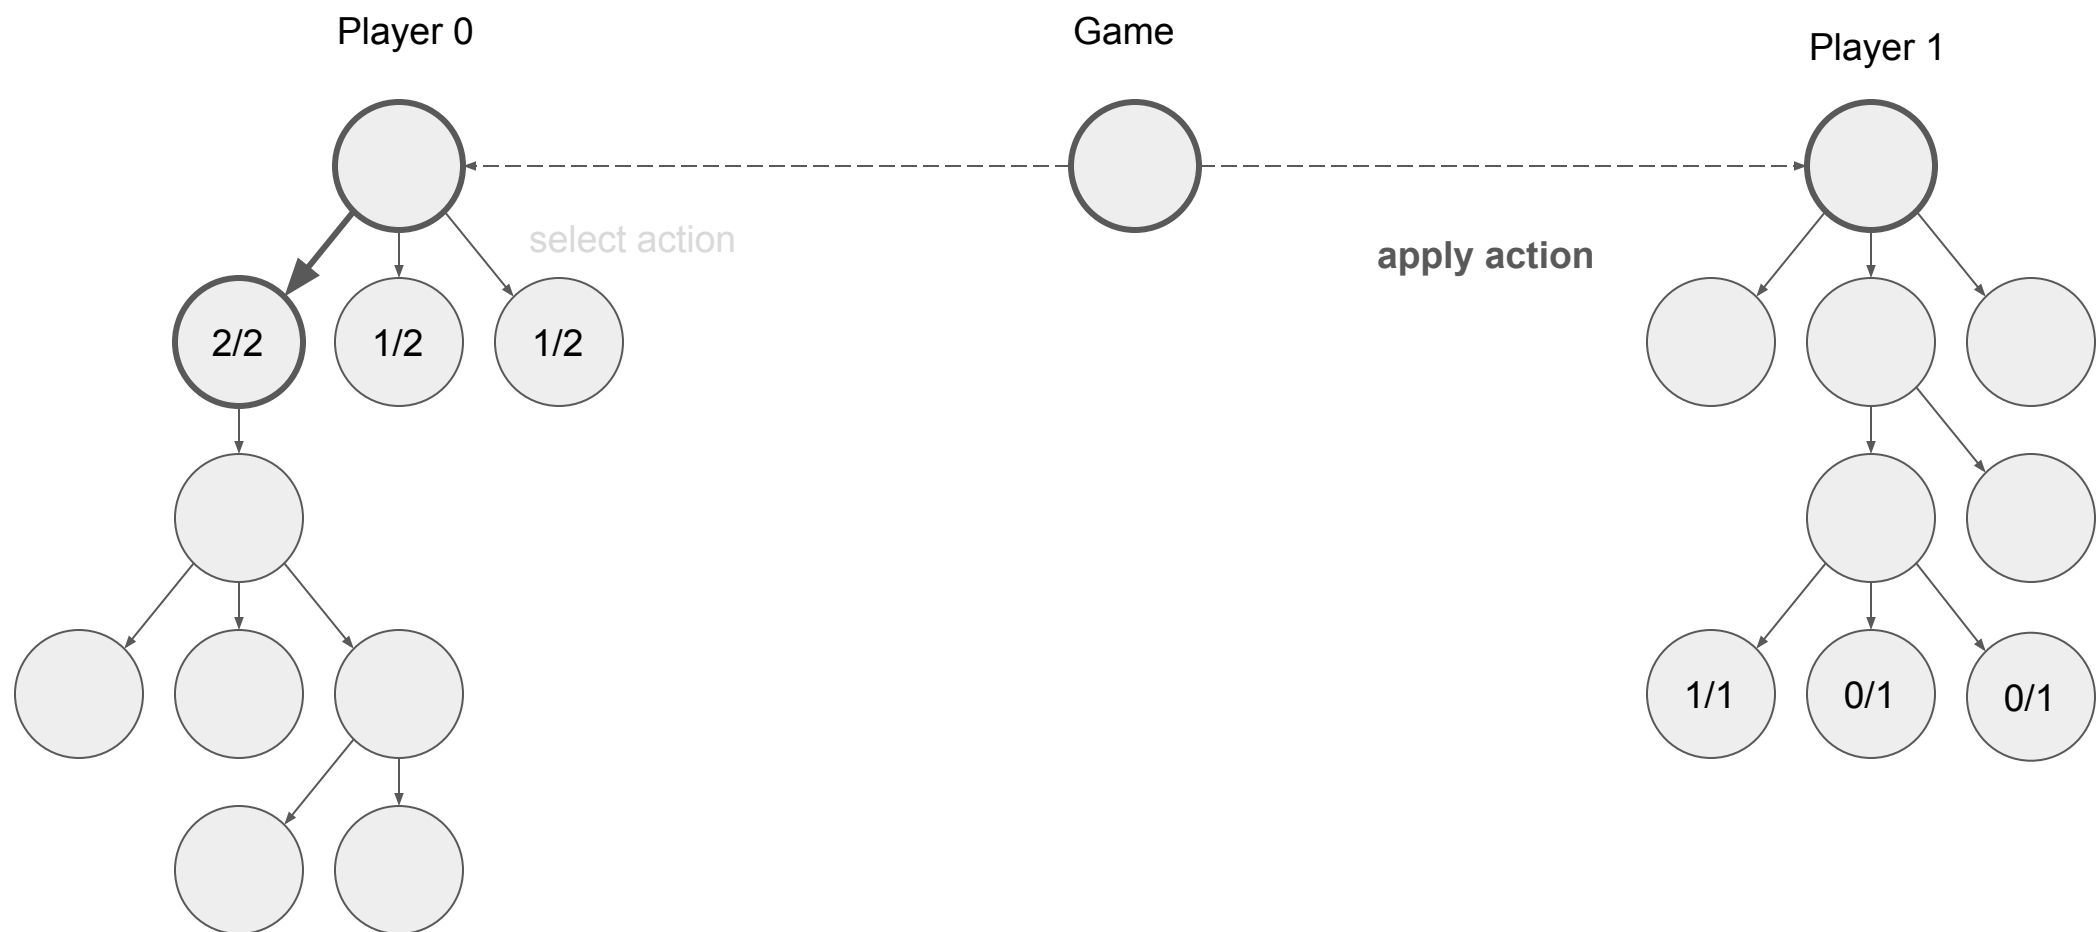 Player 0
Game
Player 1
select action
apply action
2/2
1/2
1/2
1/1
0/1
0/1